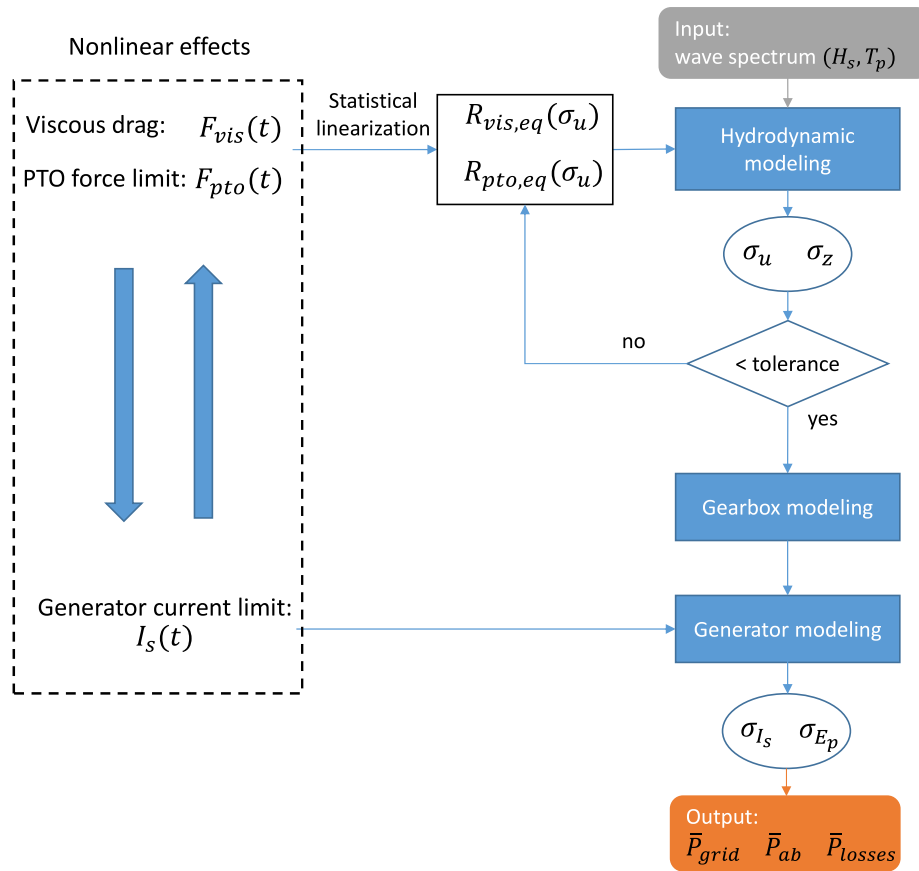 Nonlinear effects
Viscous drag: F_vis(t)
PTO force limit: F_pto(t)
Generator current limit:
I_s(t)
Statistical
linearization
R_vis,eq(σ_u)
R_pto,eq(σ_u)
Input:
wave spectrum (H_s, T_p)
Hydrodynamic
modeling
σ_u σ_z
< tolerance
no
yes
Gearbox modeling
Generator modeling
σ_I_s σ_E_p
Output:
P̄_grid P̄_ab P̄_losses